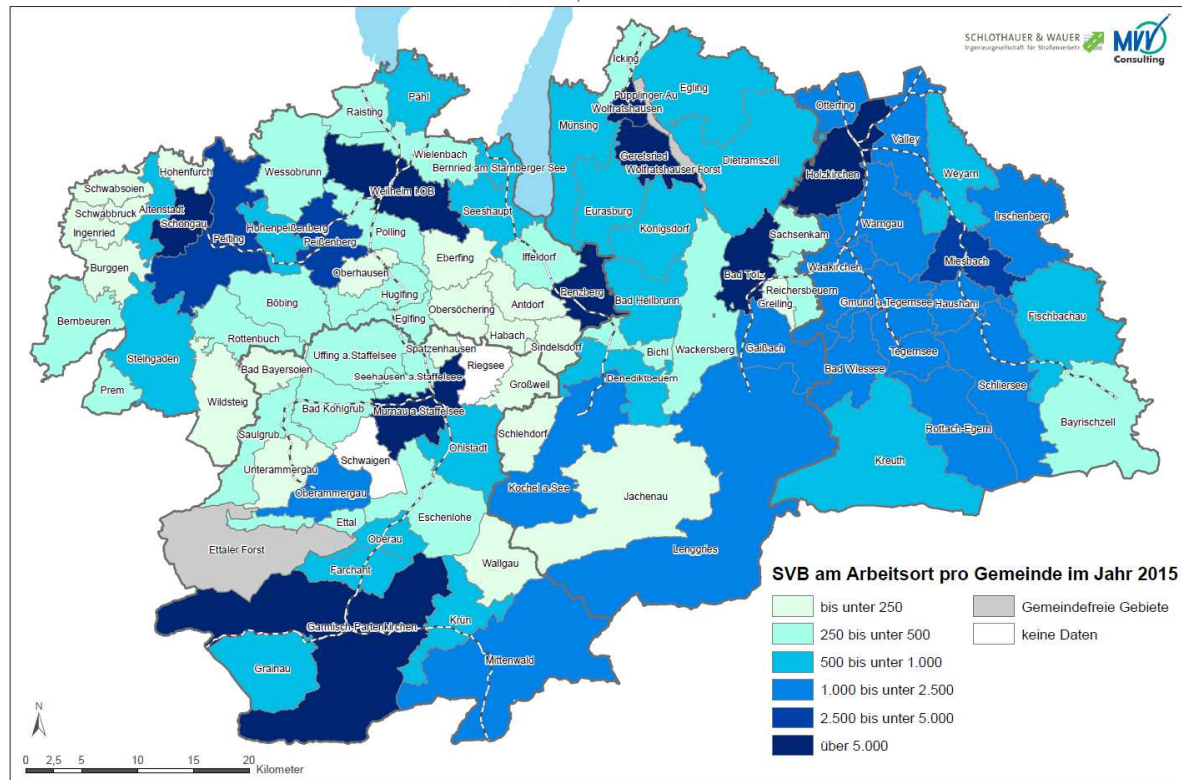 SCHLOTHAUER & WAUER
Ingenieurgesellschaft für Straßenverkehr
MVV
Consulting
Icking
Pähl
Pupplinger Au
Wolfratshausen
Egling
Otterfing
Raisting
Münsing
Valley
Wielenbach
Geretsried
Dietramszell
Hohenfurch
Wessobrunn
Bernried am Starnberger See
Wolfratshauser Forst
Holzkirchen
Weyarn
Schwabsoien
Weilheim i.OB
Altenstadt
Seeshaupt
Eurasburg
Irschenberg
Schwabbruck
Schongau
Hohenpeißenberg
Königsdorf
Warngau
Ingenried
Peiting
Peißenberg
Polling
Sachsenkam
Eberfing
Iffeldorf
Miesbach
Burggen
Oberhausen
Bad Tölz
Waakirchen
Penzberg
Reichersbeuern
Böbing
Huglfing
Obersöchering
Antdorf
Bad Heilbrunn
Greiling
Gmund a.Tegernsee
Hausham
Fischbachau
Bernbeuren
Eglfing
Habach
Rottenbuch
Sindelsdorf
Steingaden
Uffing a.Staffelsee
Spatzenhausen
Bichl
Wackersberg
Gaißach
Tegernsee
Bad Bayersoien
Riegsee
Seehausen a.Staffelsee
Großweil
Benediktbeuern
Bad Wiessee
Prem
Schliersee
Wildsteig
Bad Kohlgrub
Murnau a.Staffelsee
Bayrischzell
Saulgrub
Schlehdorf
Rottach-Egern
Ohlstadt
Schwaigen
Kreuth
Unterammergau
Kochel a.See
Oberammergau
Jachenau
Eschenlohe
Ettal
Oberau
Ettaler Forst
Lenggries
Wallgau
Farchant
Krün
Garmisch-Partenkirchen
Mittenwald
Grainau
SVB am Arbeitsort pro Gemeinde im Jahr 2015
bis unter 250
250 bis unter 500
500 bis unter 1.000
1.000 bis unter 2.500
2.500 bis unter 5.000
über 5.000
Gemeindefreie Gebiete
keine Daten
N
0 2,5 5 10 15 20
Kilometer